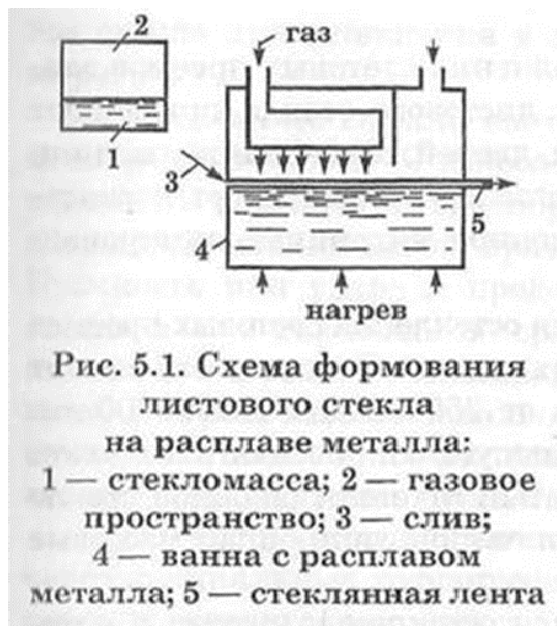 2
газ
1
3
5
4
нагрев
Рис. 5.1. Схема формования
листового стекла
на расплаве металла:
1 — стекломасса; 2 — газовое
пространство; 3 — слив;
4 — ванна с расплавом
металла; 5 — стеклянная лента